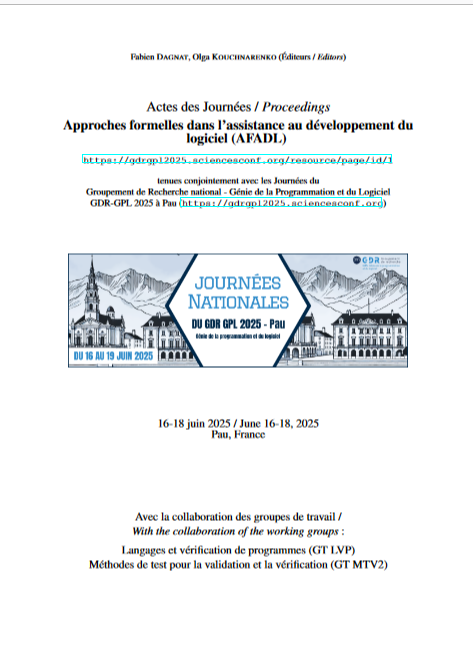 Fabien DAGNAT, Olga KOUCHNARENKO (Éditeurs / Editors)
Actes des Journées / Proceedings
Approches formelles dans l'assistance au développement du
logiciel (AFADL)
https://gdrgpl2025.sciencesconf.org/resource/page/id/1
tenues conjointement avec les Journées du
Groupement de Recherche national - Génie de la Programmation et du Logiciel
GDR-GPL 2025 à Pau (https://gdrgpl2025.sciencesconf.org)
GDR
JOURNÉES
NATIONALES
DU GDR GPL 2025 - Pau
Génie de la programmation et du logiciel
DU 16 AU 19 JUIN 2025
16-18 juin 2025 / June 16-18, 2025
Pau, France
Avec la collaboration des groupes de travail /
With the collaboration of the working groups :
Langages et vérification de programmes (GT LVP)
Méthodes de test pour la validation et la vérification (GT MTV2)